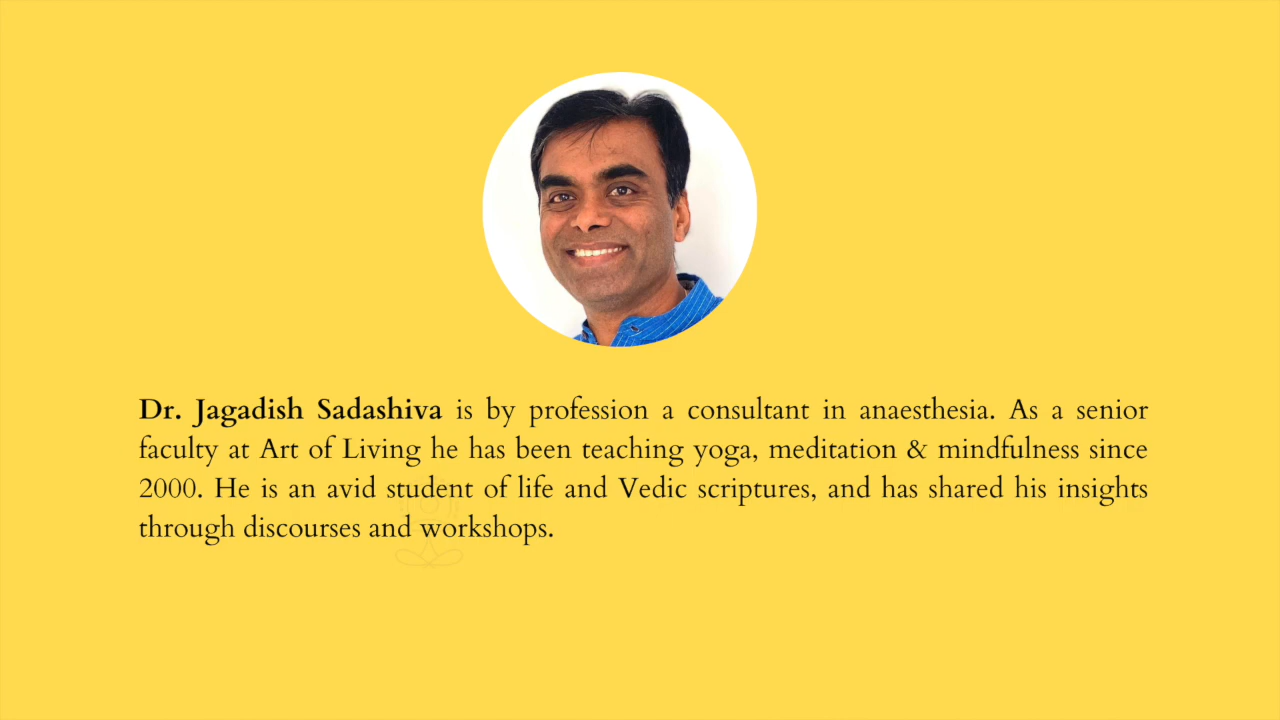 Dr. Jagadish Sadashiva is by profession a consultant in anaesthesia. As a senior
faculty at Art of Living he has been teaching yoga, meditation & mindfulness since
2000. He is an avid student of life and Vedic scriptures, and has shared his insights
through discourses and workshops.